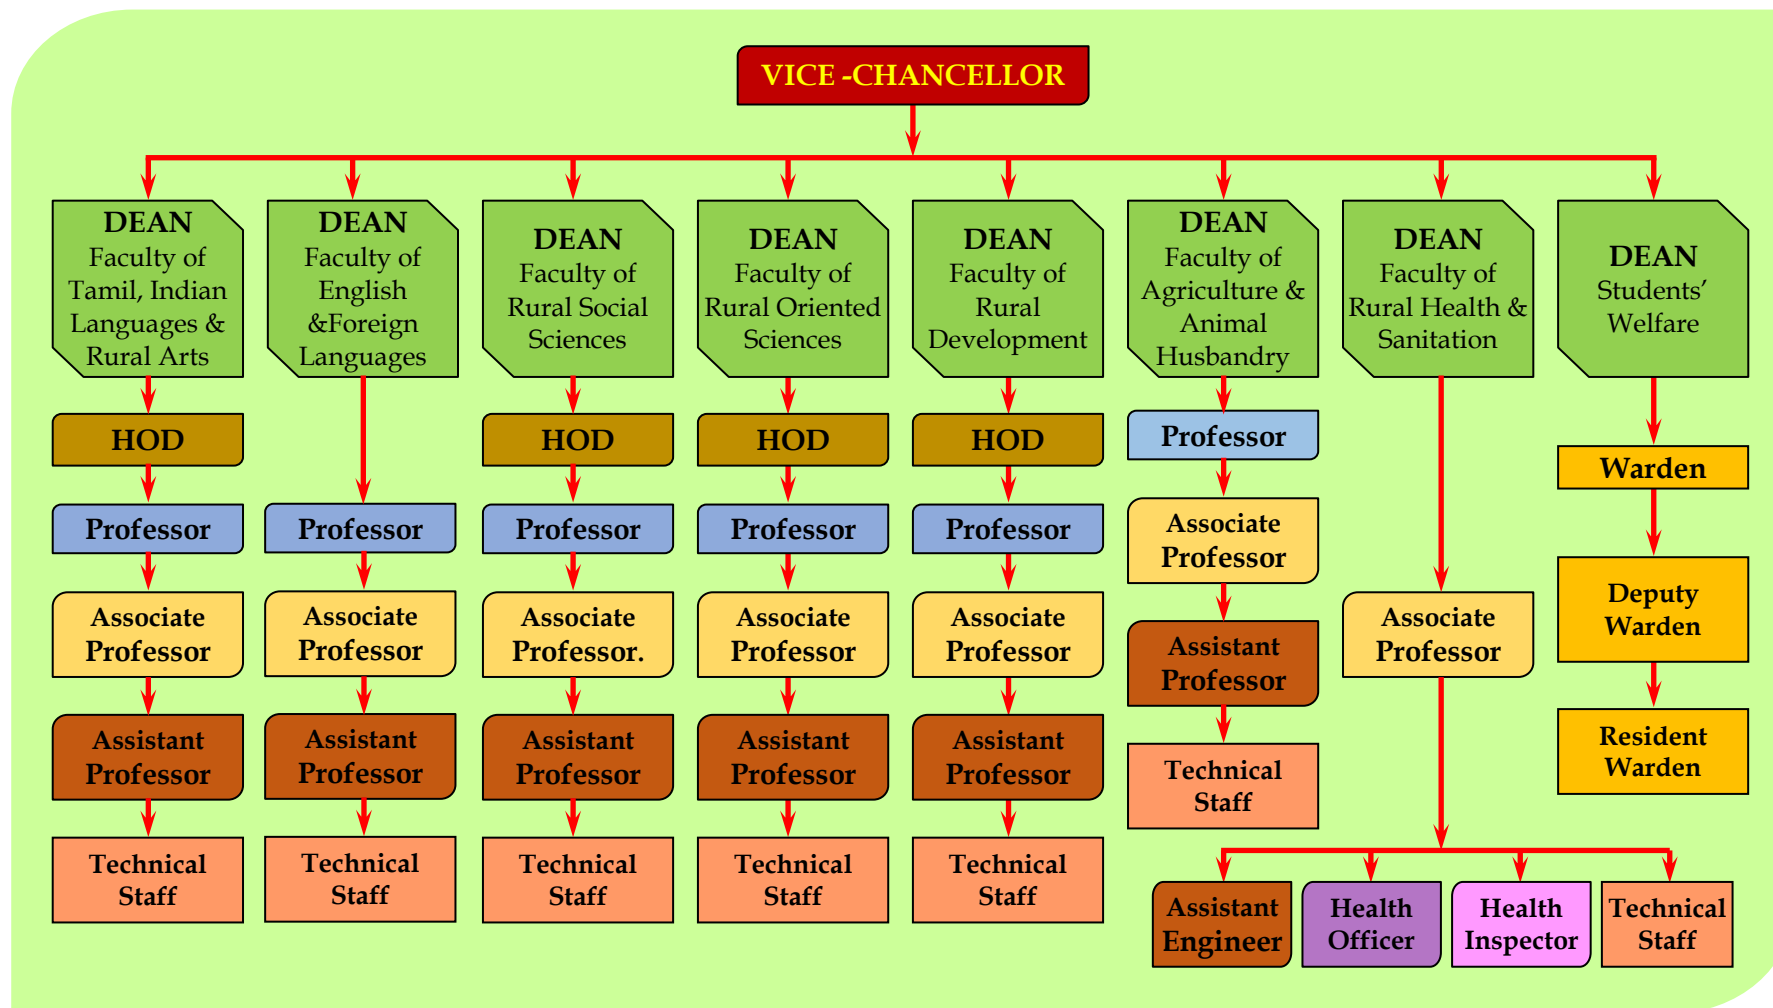 VICE -CHANCELLOR
DEAN
Faculty of
Tamil, Indian
Languages &
Rural Arts
DEAN
Faculty of
English
&Foreign
Languages
DEAN
Faculty of
Rural Social
Sciences
DEAN
Faculty of
Rural Oriented
Sciences
DEAN
Faculty of
Rural
Development
DEAN
Faculty of
Agriculture &
Animal
Husbandry
DEAN
Faculty of
Rural Health &
Sanitation
DEAN
Students’
Welfare
HOD
HOD
HOD
HOD
Professor
Warden
Professor
Professor
Professor
Professor
Professor
Associate
Professor
Associate
Professor
Associate
Professor
Associate
Professor.
Associate
Professor
Associate
Professor
Assistant
Professor
Associate
Professor
Deputy
Warden
Assistant
Professor
Assistant
Professor
Assistant
Professor
Assistant
Professor
Assistant
Professor
Technical
Staff
Resident
Warden
Technical
Staff
Technical
Staff
Technical
Staff
Technical
Staff
Technical
Staff
Assistant
Engineer
Health
Officer
Health
Inspector
Technical
Staff